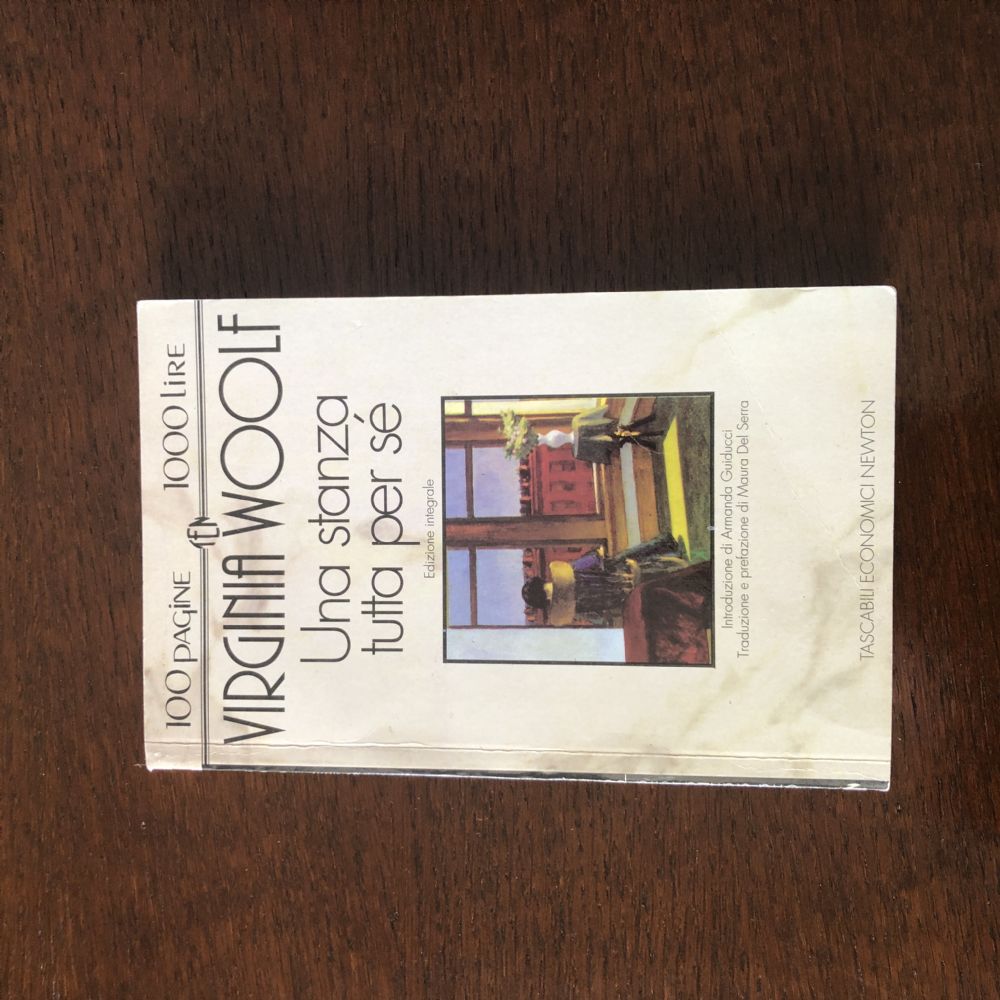 100 PAGINE TEN 1000 LIRE
VIRGINIA WOOLF
Una stanza
tutta per sé
Edizione integrale
Introduzione di Armanda Guiducci
Traduzione e prefazione di Maura Del Serra
TASCABILI ECONOMICI NEWTON